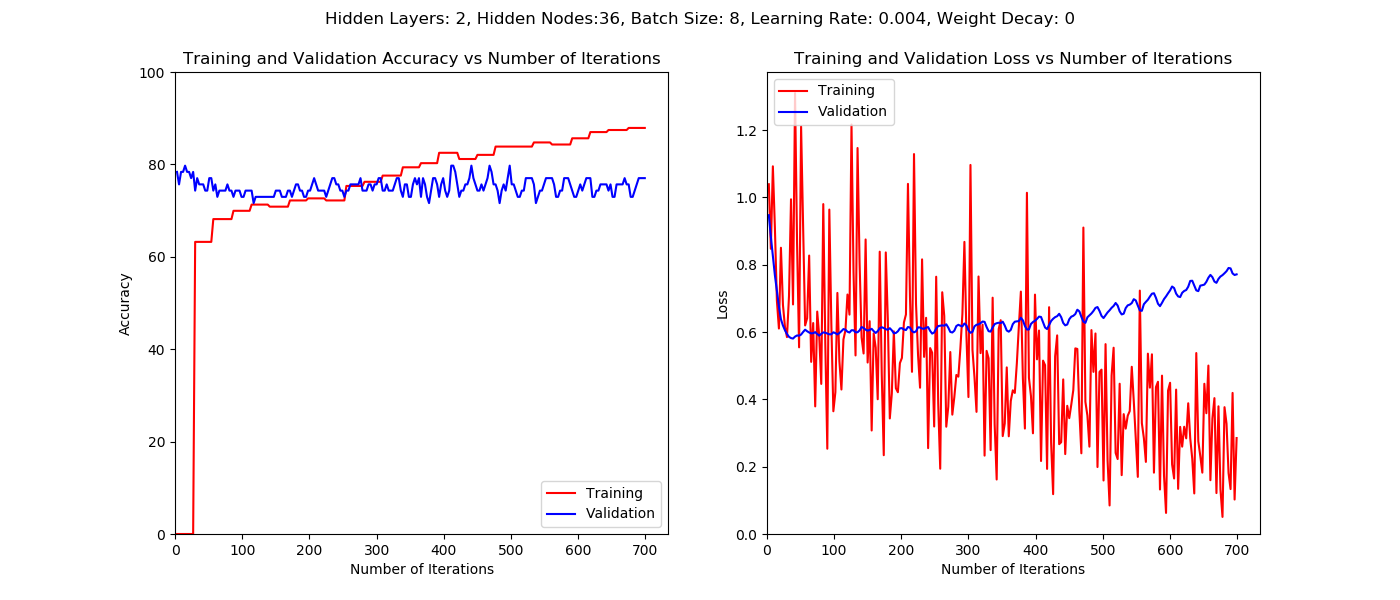 Hidden Layers: 2, Hidden Nodes:36, Batch Size: 8, Learning Rate: 0.004, Weight Decay: 0
Training and Validation Accuracy vs Number of Iterations
100
80
60
40
20
0
Accuracy
0 100 200 300 400 500 600 700
Number of Iterations
Training
Validation
Training and Validation Loss vs Number of Iterations
1.2
1.0
0.8
0.6
0.4
0.2
0.0
Loss
0 100 200 300 400 500 600 700
Number of Iterations
Training
Validation